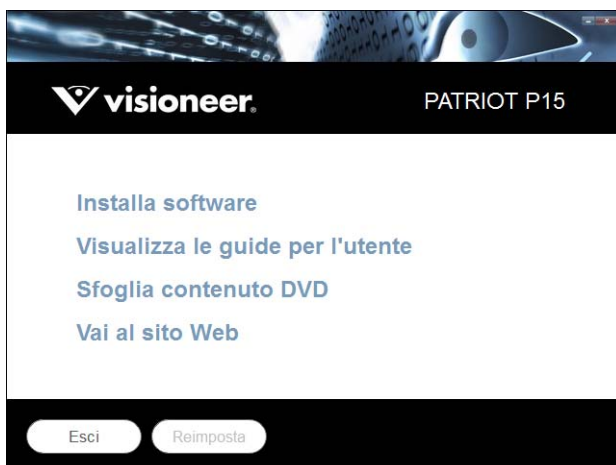 visioneer.
PATRIOT P15
Installa software
Visualizza le guide per l'utente
Sfoglia contenuto DVD
Vai al sito Web
Esci
Reimposta